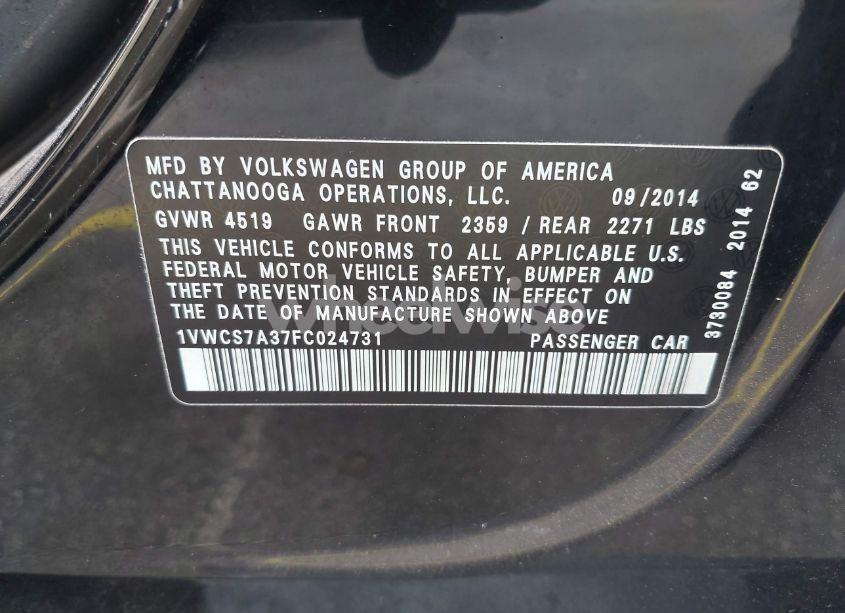 MFD BY VOLKSWAGEN GROUP OF AMERICA
CHATTANOOGA OPERATIONS, LLC. 09/2014
GVWR 4519 GAWR FRONT 2359 / REAR 2271 LBS
THIS VEHICLE CONFORMS TO ALL APPLICABLE U.S.
FEDERAL MOTOR VEHICLE SAFETY, BUMPER AND
THEFT PREVENTION STANDARDS IN EFFECT ON
THE DATE OF MANUFACTURE SHOWN ABOVE
1VWCS7A37FC024731 PASSENGER CAR
3730084 2014 62
wheelwise